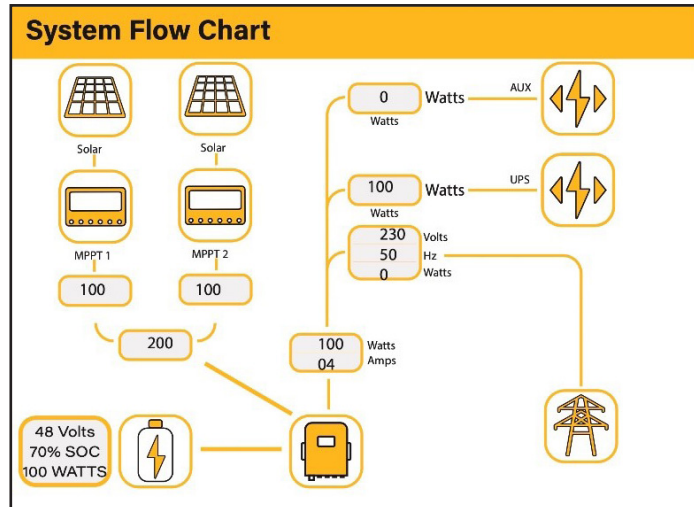 System Flow Chart
Solar
Solar
MPPT 1
MPPT 2
100
100
200
48 Volts
70% SOC
100 WATTS
0 Watts
Watts
AUX
100 Watts
Watts
UPS
230 Volts
50 Hz
0 Watts
100 Watts
04 Amps